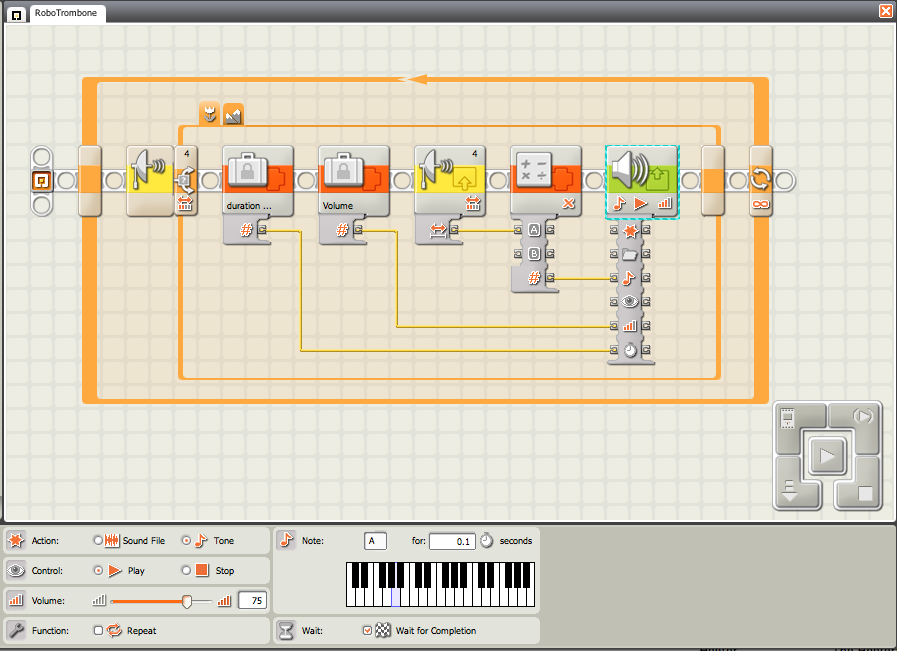 RoboTrombone
4
4
duration ...
Volume
#
#
A
B
#
Action:
Sound File
Tone
Note:
A
for:
0.1
seconds
Control:
Play
Stop
Volume:
75
Function:
Repeat
Wait:
Wait for Completion